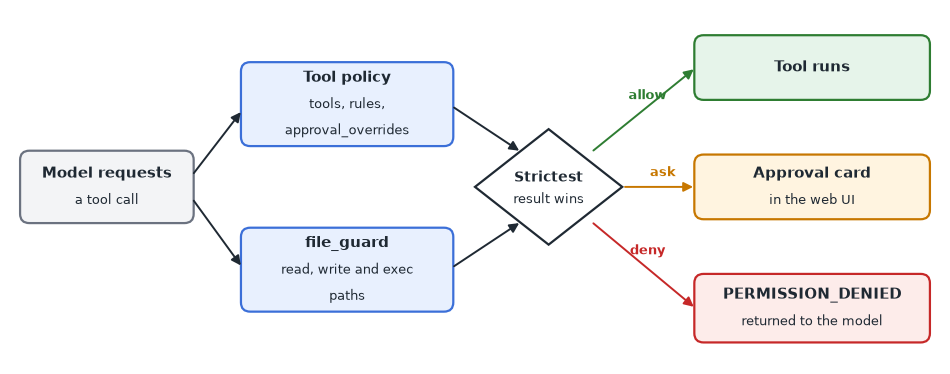 Model requests
a tool call
Tool policy
tools, rules,
approval_overrides
file_guard
read, write and exec
paths
Strictest
result wins
allow
ask
deny
Tool runs
Approval card
in the web UI
PERMISSION_DENIED
returned to the model